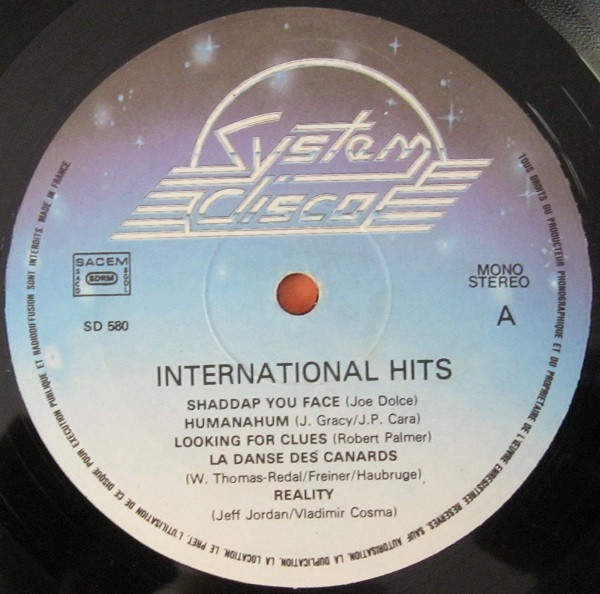 System
disco
SACEM
SACD SDRM SGDL
SD 580
MONO
STEREO
A
INTERNATIONAL HITS
SHADDAP YOU FACE (Joe Dolce)
HUMANAHUM (J. Gracy/J.P. Cara)
LOOKING FOR CLUES (Robert Palmer)
LA DANSE DES CANARDS
(W. Thomas-Redal/Freiner/Haubruge)
REALITY
(Jeff Jordan/Vladimir Cosma)
TOUS DROITS DU PRODUCTEUR PHONOGRAPHIQUE ET DU PROPRIETAIRE DE L'ŒUVRE ENREGISTREE RESERVES. SAUF AUTORISATION, LA DUPLICATION, LA LOCATION, LE PRET, L'UTILISATION DE CE DISQUE POUR EXECUTION PUBLIQUE ET RADIODIFFUSION SONT INTERDITS. MADE IN FRANCE